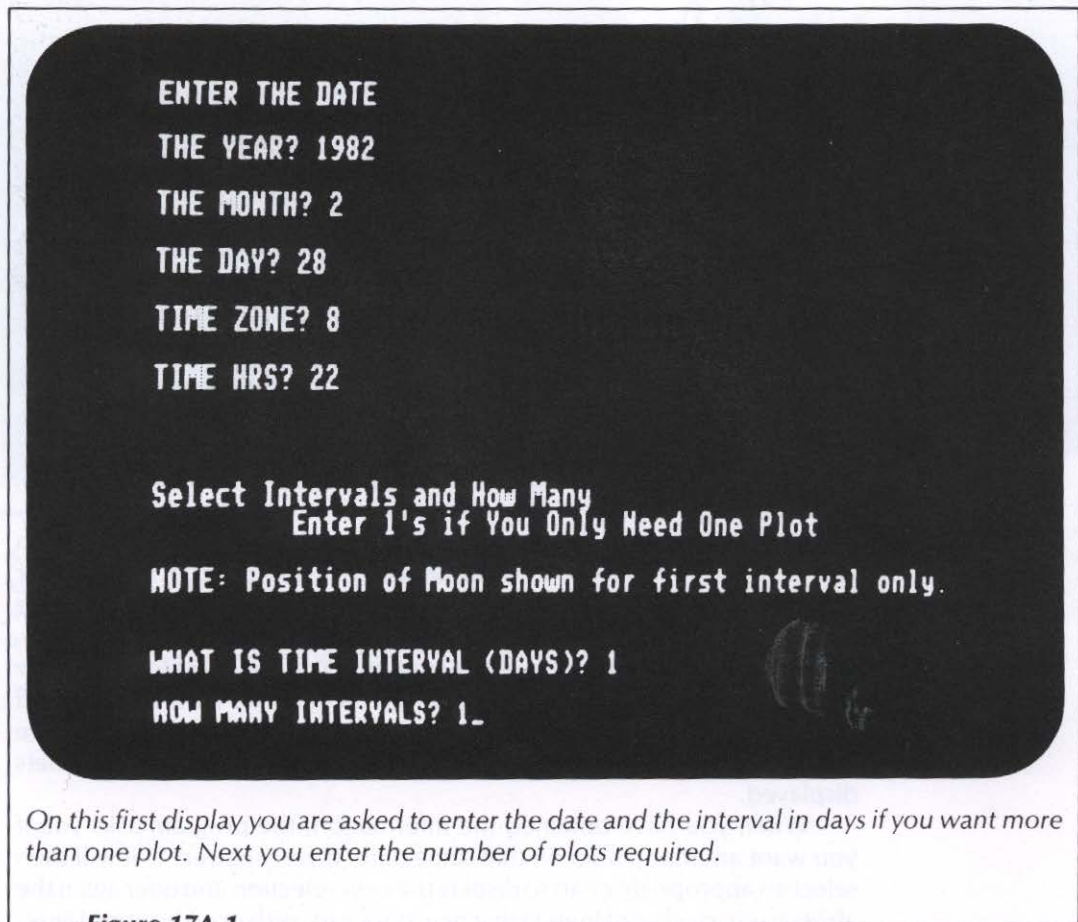 ENTER THE DATE
THE YEAR? 1982
THE MONTH? 2
THE DAY? 28
TIME ZONE? 8
TIME HRS? 22
Select Intervals and How Many
Enter 1's if You Only Need One Plot
NOTE: Position of Moon shown for first interval only.
WHAT IS TIME INTERVAL (DAYS)? 1
HOW MANY INTERVALS? 1_
On this first display you are asked to enter the date and the interval in days if you want more
than one plot. Next you enter the number of plots required.
Figure 17A-1